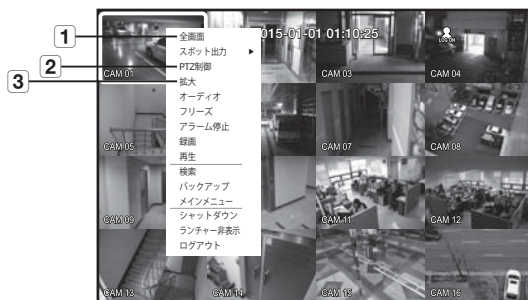 1
2
3
015-01-01 01:10:25
LOG ON
全画面
スポット出力 ▶
PTZ制御
拡大
オーディオ
フリーズ
アラーム停止
録画
再生
検索
バックアップ
メインメニュー
シャットダウン
ランチャー非表示
ログアウト
CAM 01
CAM 03
CAM 04
CAM 05
CAM 07
CAM 08
CAM 09
CAM 11
CAM 12
CAM 13
CAM 14
CAM 15
CAM 16